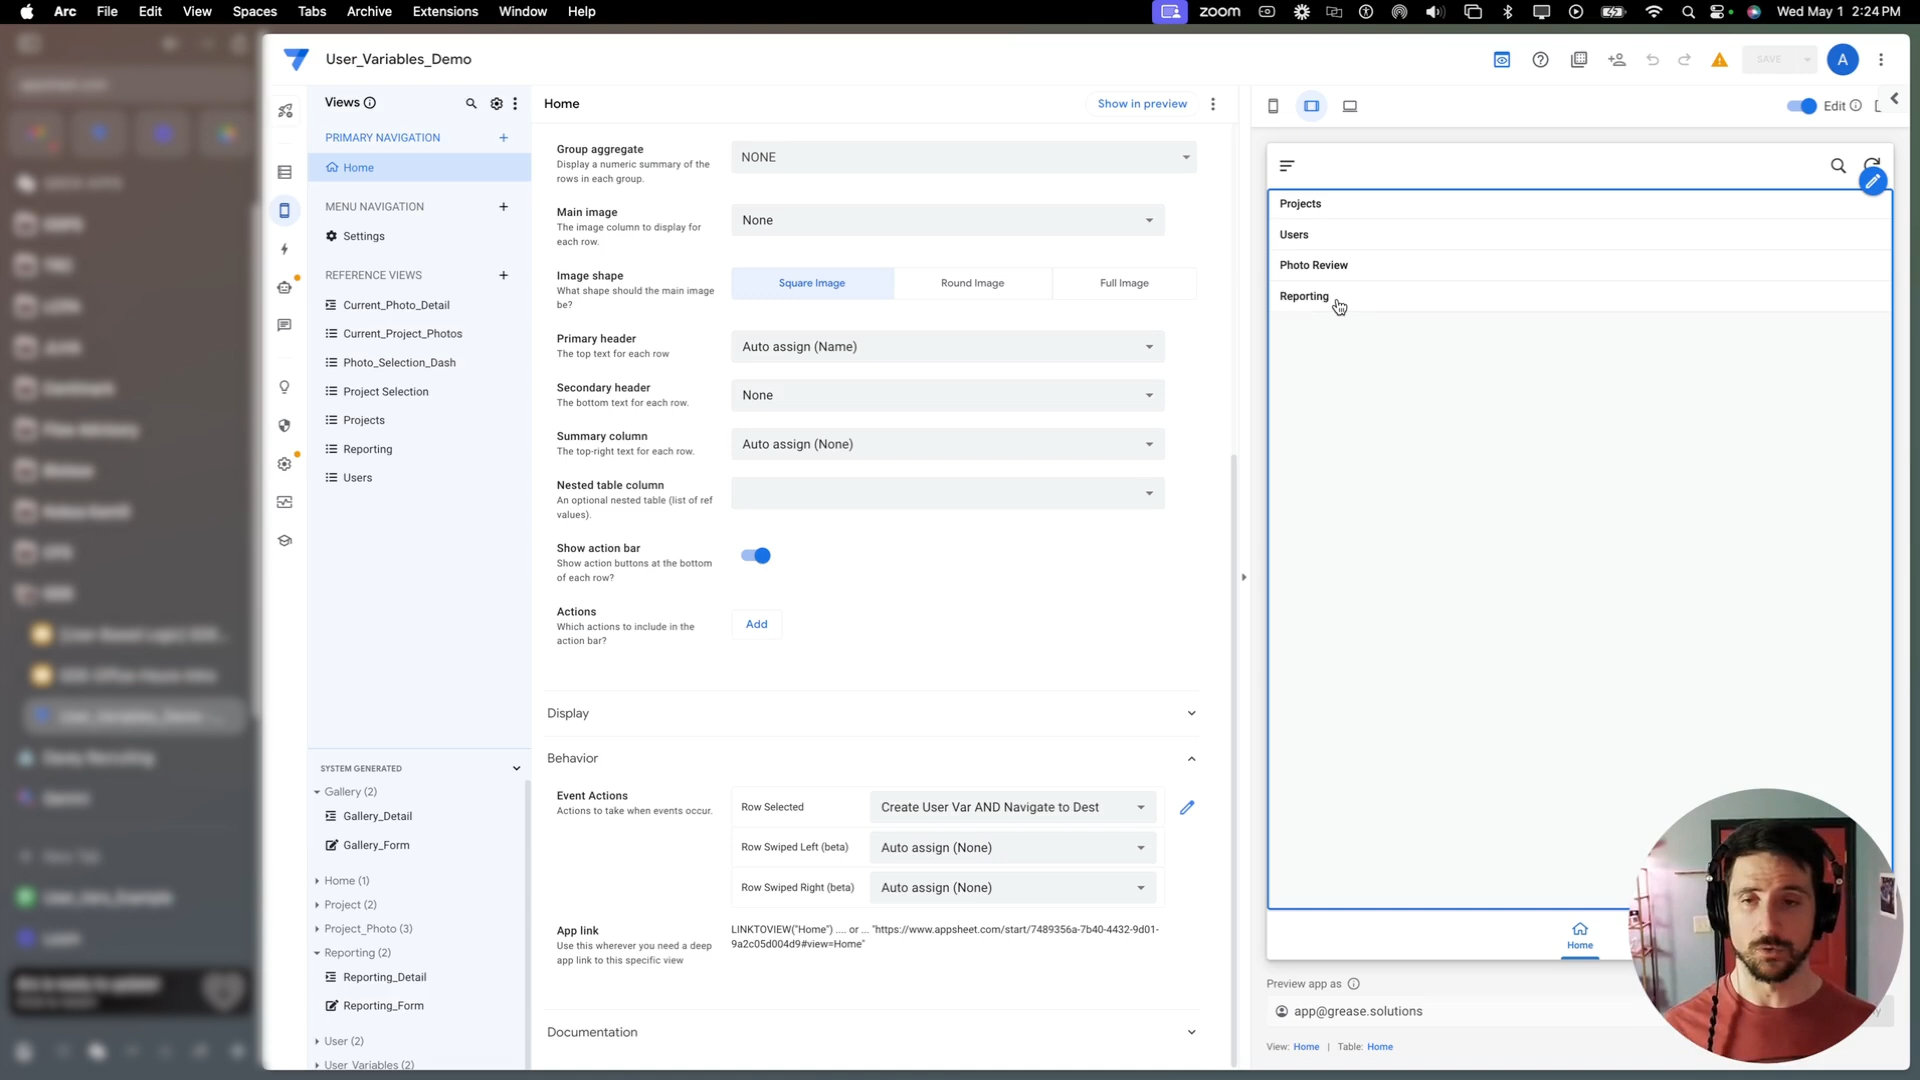 Arc File Edit View Spaces Tabs Archive Extensions Window Help
zoom Wed May 1 2:24 PM
User_Variables_Demo
SAVE
A
Views
Home
Show in preview
Edit
PRIMARY NAVIGATION
Home
MENU NAVIGATION
Settings
REFERENCE VIEWS
Current_Photo_Detail
Current_Project_Photos
Photo_Selection_Dash
Project Selection
Projects
Reporting
Users
SYSTEM GENERATED
Gallery (2)
Gallery_Detail
Gallery_Form
Home (1)
Project (2)
Project_Photo (3)
Reporting (2)
Reporting_Detail
Reporting_Form
User (2)
User Variables (2)
Group aggregate
Display a numeric summary of the
rows in each group.
NONE
Main image
The image column to display for
each row.
None
Image shape
What shape should the main image
be?
Square Image
Round Image
Full Image
Primary header
The top text for each row
Auto assign (Name)
Secondary header
The bottom text for each row.
None
Summary column
The top-right text for each row.
Auto assign (None)
Nested table column
An optional nested table (list of ref
values).
Show action bar
Show action buttons at the bottom
of each row?
Actions
Which actions to include in the
action bar?
Add
Display
Behavior
Event Actions
Actions to take when events occur.
Row Selected
Create User Var AND Navigate to Dest
Row Swiped Left (beta)
Auto assign (None)
Row Swiped Right (beta)
Auto assign (None)
App link
Use this wherever you need a deep
app link to this specific view
LINKTOVIEW("Home") .... or ... "https://www.appsheet.com/start/7489356a-7b40-4432-9d01-
9a2c05d004d9#view=Home"
Documentation
Projects
Users
Photo Review
Reporting
Home
Preview app as
app@grease.solutions
View: Home | Table: Home